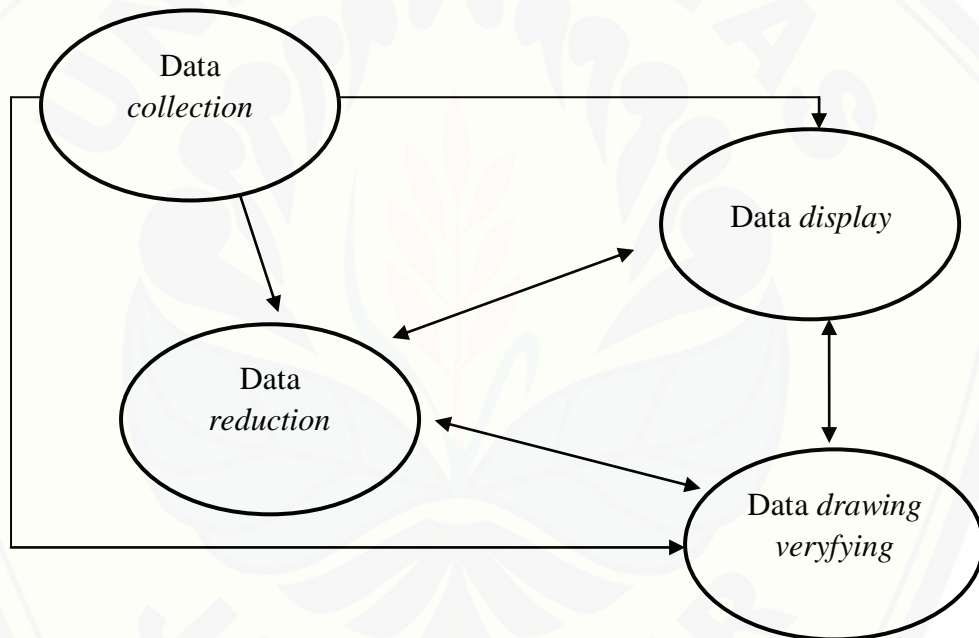 Data
collection
Data display
Data
reduction
Data drawing
veryfying